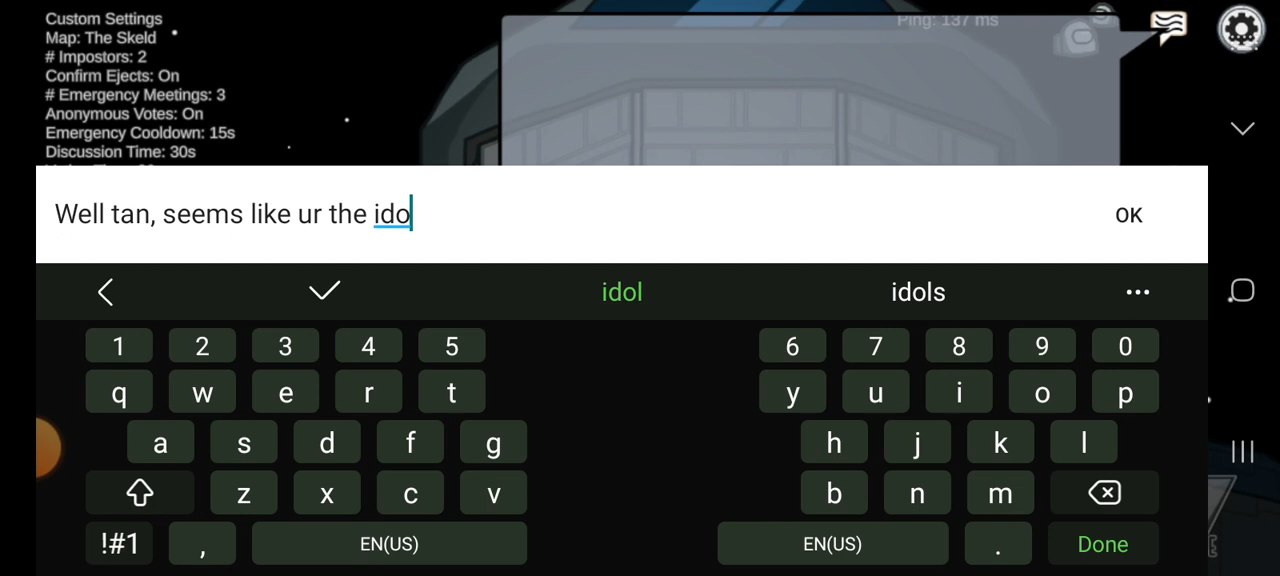 Custom Settings
Map: The Skeld
# Impostors: 2
Confirm Ejects: On
# Emergency Meetings: 3
Anonymous Votes: On
Emergency Cooldown: 15s
Discussion Time: 30s
Ping: 137 ms
Well tan, seems like ur the ido
OK
idol idols
1 2 3 4 5 6 7 8 9 0
q w e r t y u i o p
a s d f g h j k l
z x c v b n m
!#1 , EN(US) EN(US) . Done